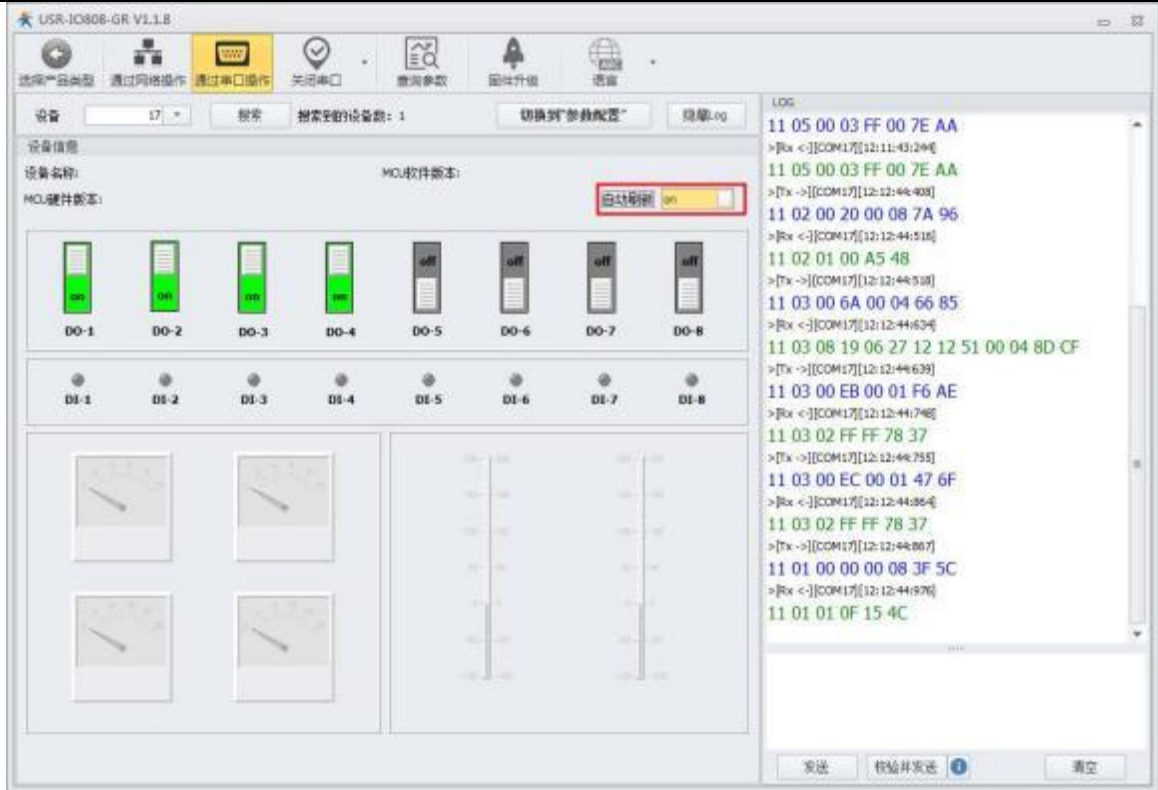 USR-IO808-GR V1.1.8
选择产品类型 通过网络操作 通过串口操作 关闭串口 查询参数 固件升级 语言
设备 17 搜索 搜索到的设备数: 1 切换到"参数配置" 隐藏Log
设备信息
设备名称: MCU软件版本:
MCU硬件版本: 自动刷新 on
on on on on off off off off
DO-1 DO-2 DO-3 DO-4 DO-5 DO-6 DO-7 DO-8
DI-1 DI-2 DI-3 DI-4 DI-5 DI-6 DI-7 DI-8
LOG
11 05 00 03 FF 00 7E AA
>[Rx <-][COM17][12:11:43:244]
11 05 00 03 FF 00 7E AA
>[Tx ->][COM17][12:12:44:408]
11 02 00 20 00 08 7A 96
>[Rx <-][COM17][12:12:44:516]
11 02 01 00 A5 48
>[Tx ->][COM17][12:12:44:518]
11 03 00 6A 00 04 66 85
>[Rx <-][COM17][12:12:44:634]
11 03 08 19 06 27 12 12 51 00 04 8D CF
>[Tx ->][COM17][12:12:44:639]
11 03 00 EB 00 01 F6 AE
>[Rx <-][COM17][12:12:44:748]
11 03 02 FF FF 78 37
>[Tx ->][COM17][12:12:44:755]
11 03 00 EC 00 01 47 6F
>[Rx <-][COM17][12:12:44:864]
11 03 02 FF FF 78 37
>[Tx ->][COM17][12:12:44:867]
11 01 00 00 00 08 3F 5C
>[Rx <-][COM17][12:12:44:976]
11 01 01 0F 15 4C
发送 校验并发送 清空